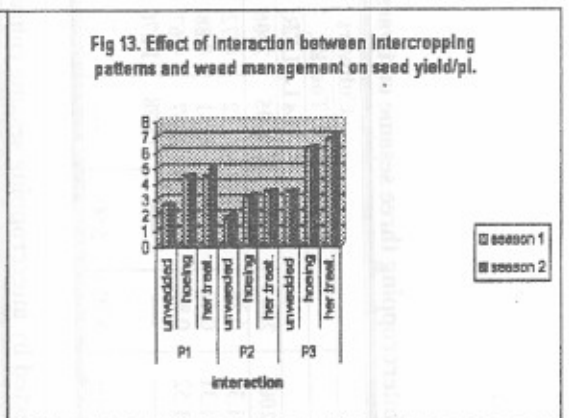 Fig 13. Effect of Interaction between Intercropping
patterns and weed management on seed yield/pl.
8
7
6
5
4
3
2
1
0
unwedded
hoeing
her.treat.
unwedded
hoeing
her.treat.
unwedded
hoeing
her.treat.
P1
P2
P3
interaction
season 1
season 2